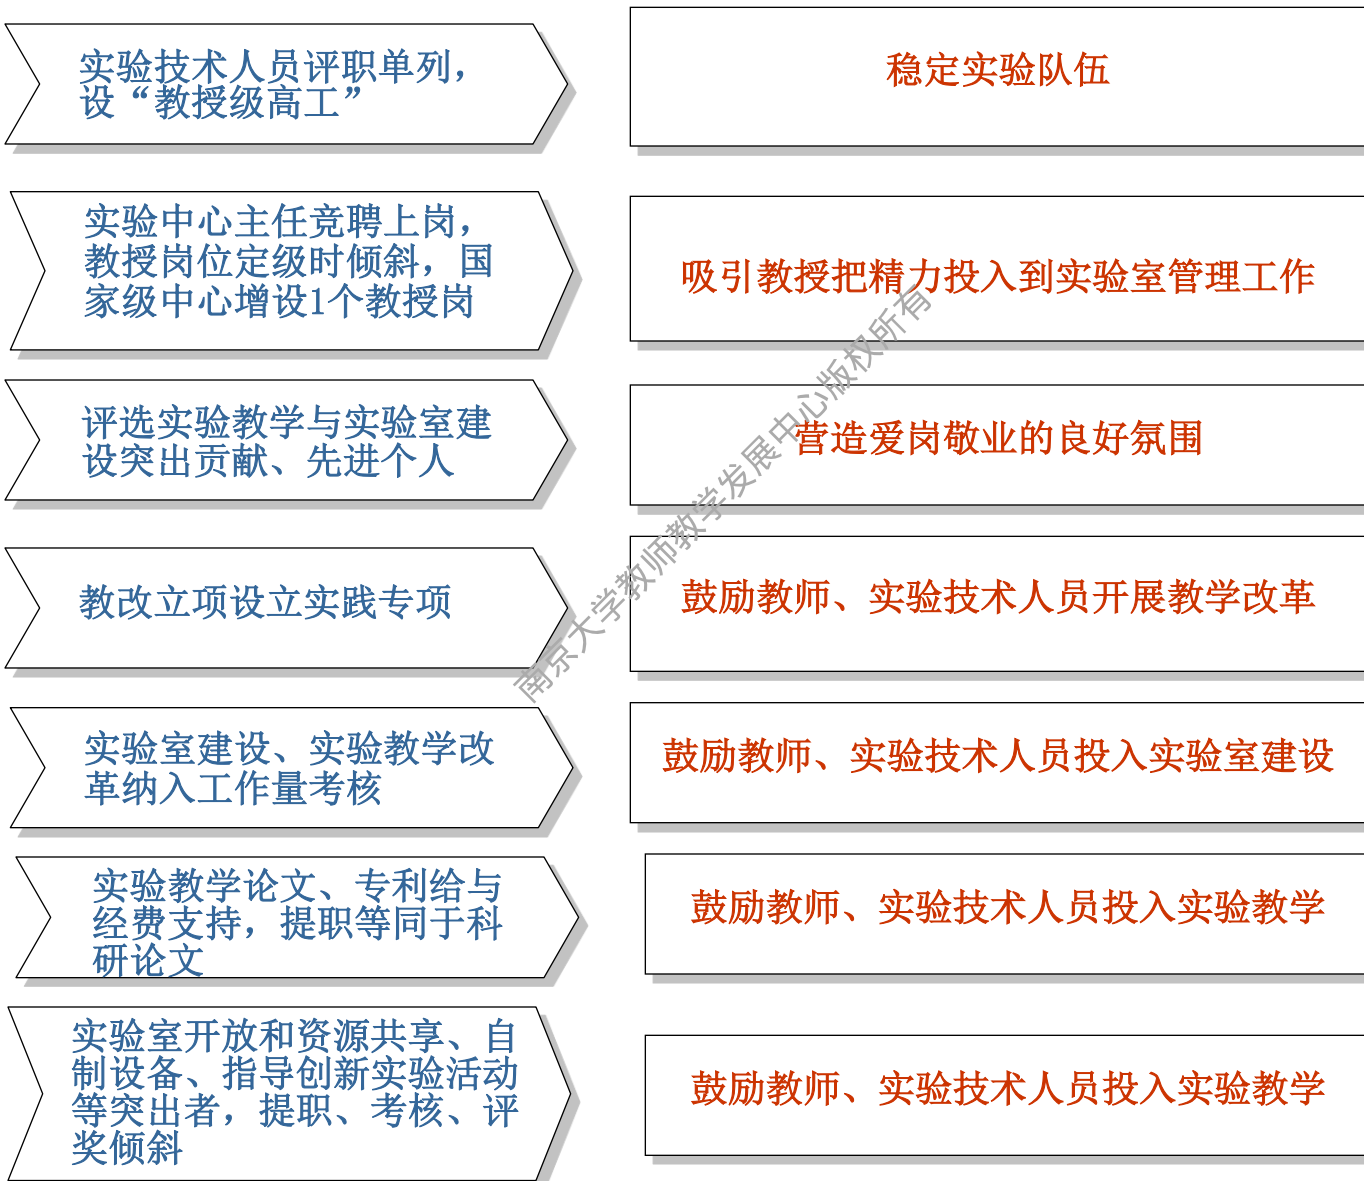 实验技术人员评职单列，
设“教授级高工”
稳定实验队伍
实验中心主任竞聘上岗，
教授岗位定级时倾斜，国
家级中心增设1个教授岗
吸引教授把精力投入到实验室管理工作
评选实验教学与实验室建
设突出贡献、先进个人
营造爱岗敬业的良好氛围
教改立项设立实践专项
鼓励教师、实验技术人员开展教学改革
实验室建设、实验教学改
革纳入工作量考核
鼓励教师、实验技术人员投入实验室建设
实验教学论文、专利给与
经费支持，提职等同于科
研论文
鼓励教师、实验技术人员投入实验教学
实验室开放和资源共享、自
制设备、指导创新实验活动
等突出者，提职、考核、评
奖倾斜
鼓励教师、实验技术人员投入实验教学
南京大学教师教学发展中心版权所有